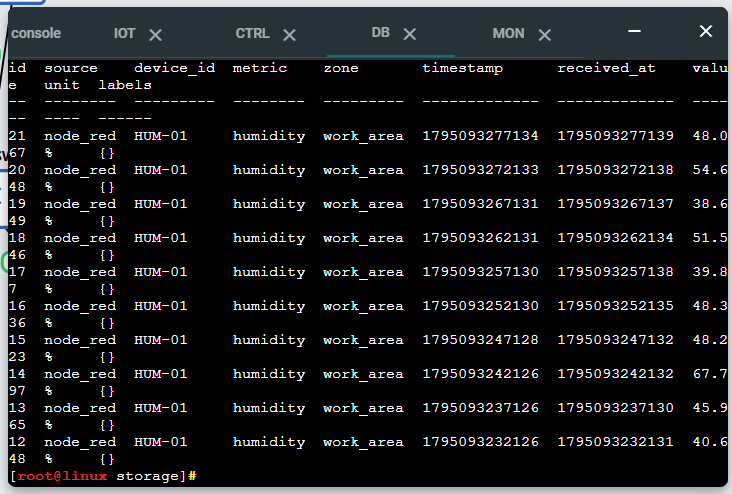 console IOT CTRL DB MON
id source device_id metric zone timestamp received_at valu
e unit labels
-- -------- --------- -------- --------- ------------- ------------- ----
-- ---- ------
21 node_red HUM-01 humidity work_area 1795093277134 1795093277139 48.0
67 % {}
20 node_red HUM-01 humidity work_area 1795093272133 1795093272138 54.6
48 % {}
19 node_red HUM-01 humidity work_area 1795093267131 1795093267137 38.6
49 % {}
18 node_red HUM-01 humidity work_area 1795093262131 1795093262134 51.5
46 % {}
17 node_red HUM-01 humidity work_area 1795093257130 1795093257138 39.8
7 % {}
16 node_red HUM-01 humidity work_area 1795093252130 1795093252135 48.3
36 % {}
15 node_red HUM-01 humidity work_area 1795093247128 1795093247132 48.2
23 % {}
14 node_red HUM-01 humidity work_area 1795093242126 1795093242132 67.7
97 % {}
13 node_red HUM-01 humidity work_area 1795093237126 1795093237130 45.9
65 % {}
12 node_red HUM-01 humidity work_area 1795093232126 1795093232131 40.6
48 % {}
[root@linux storage]#